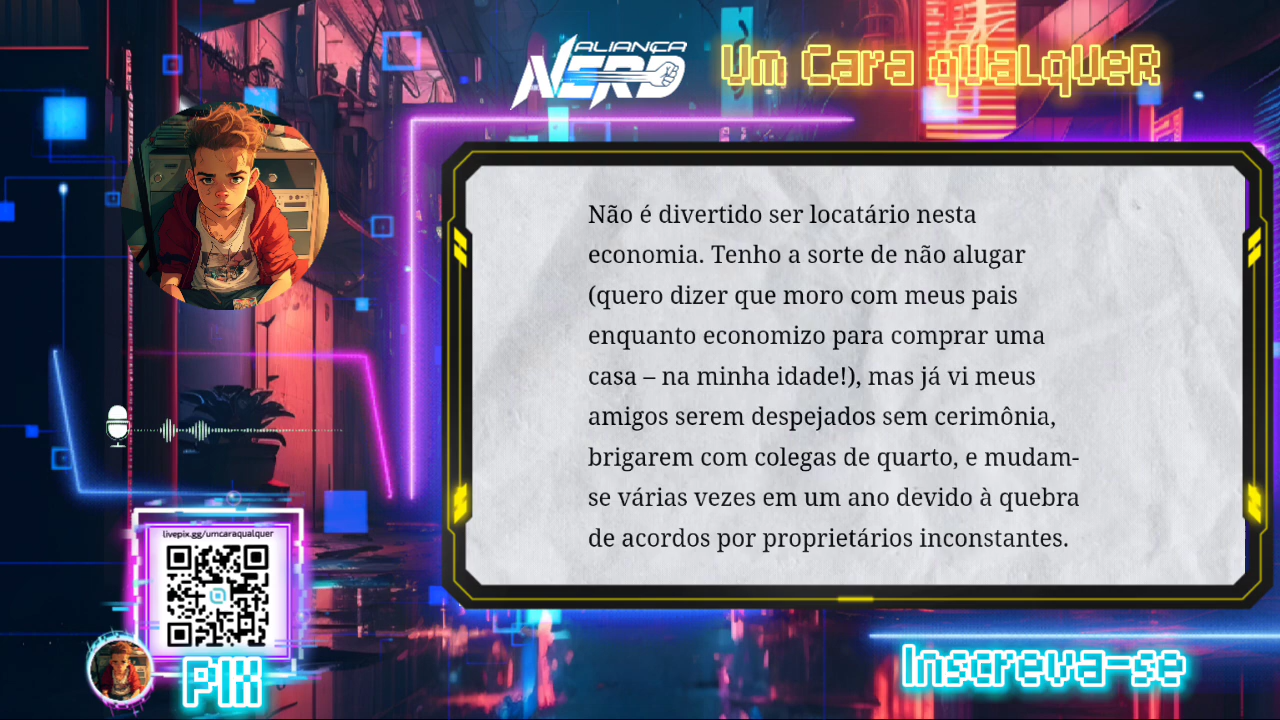 ALIANÇA
NERD
Um Cara qUaLqUeR
Não é divertido ser locatário nesta
economia. Tenho a sorte de não alugar
(quero dizer que moro com meus pais
enquanto economizo para comprar uma
casa – na minha idade!), mas já vi meus
amigos serem despejados sem cerimônia,
brigarem com colegas de quarto, e mudam-
se várias vezes em um ano devido à quebra
de acordos por proprietários inconstantes.
livepix.gg/umcaraqualquer
PIX
Inscreva-se